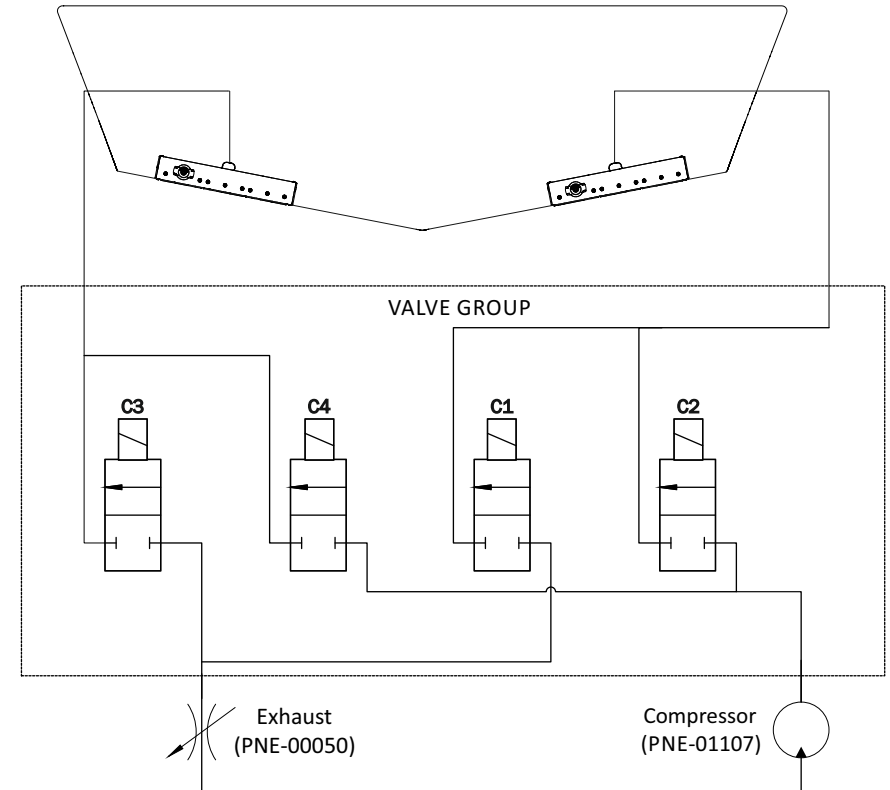 VALVE GROUP
C3
C4
C1
C2
Exhaust
(PNE-00050)
Compressor
(PNE-01107)